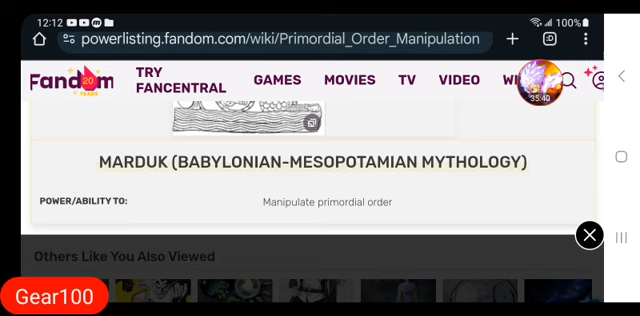 12:12
100%
powerlisting.fandom.com/wiki/Primordial_Order_Manipulation
:D
Fandom
20
YEARS
TRY
FANCENTRAL
GAMES
MOVIES
TV
VIDEO
35:40
MARDUK (BABYLONIAN-MESOPOTAMIAN MYTHOLOGY)
POWER/ABILITY TO:
Manipulate primordial order
Others Like You Also Viewed
Gear100